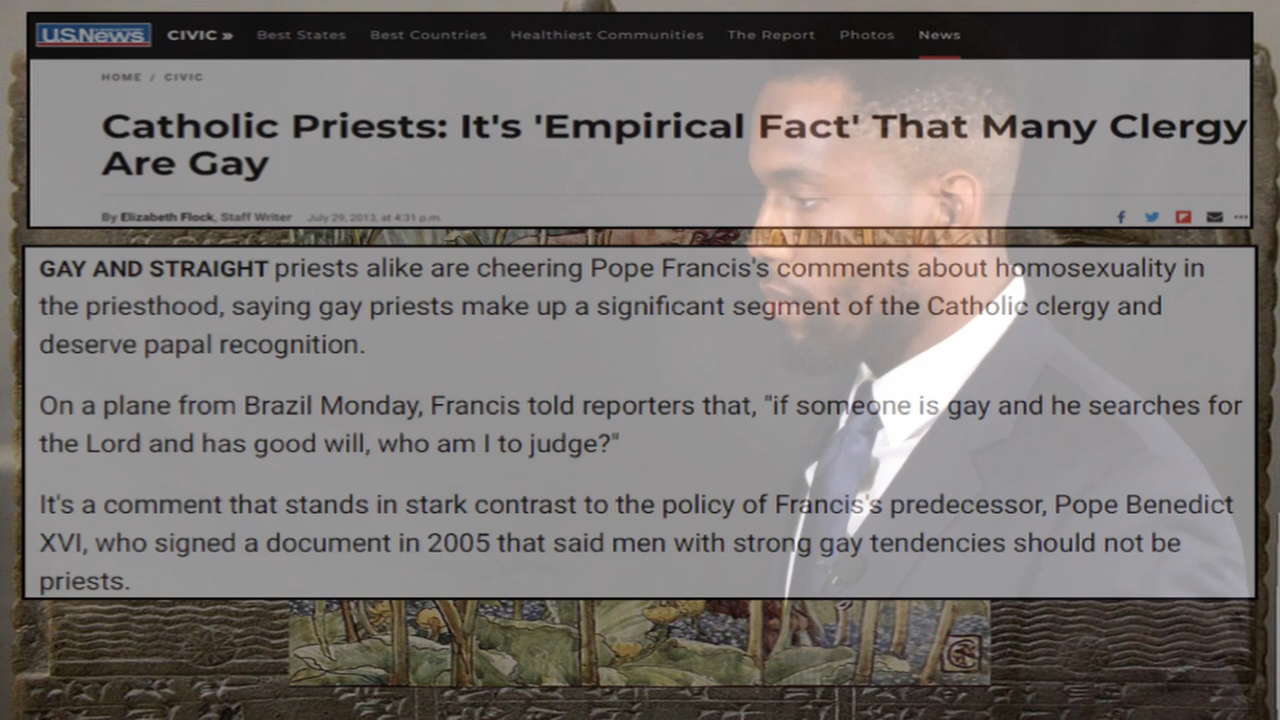 U.S.News CIVIC » Best States Best Countries Healthiest Communities The Report Photos News
HOME / CIVIC
Catholic Priests: It's 'Empirical Fact' That Many Clergy
Are Gay
By Elizabeth Flock, Staff Writer July 29, 2013, at 4:31 p.m.
GAY AND STRAIGHT priests alike are cheering Pope Francis's comments about homosexuality in
the priesthood, saying gay priests make up a significant segment of the Catholic clergy and
deserve papal recognition.
On a plane from Brazil Monday, Francis told reporters that, "if someone is gay and he searches for
the Lord and has good will, who am I to judge?"
It's a comment that stands in stark contrast to the policy of Francis's predecessor, Pope Benedict
XVI, who signed a document in 2005 that said men with strong gay tendencies should not be
priests.